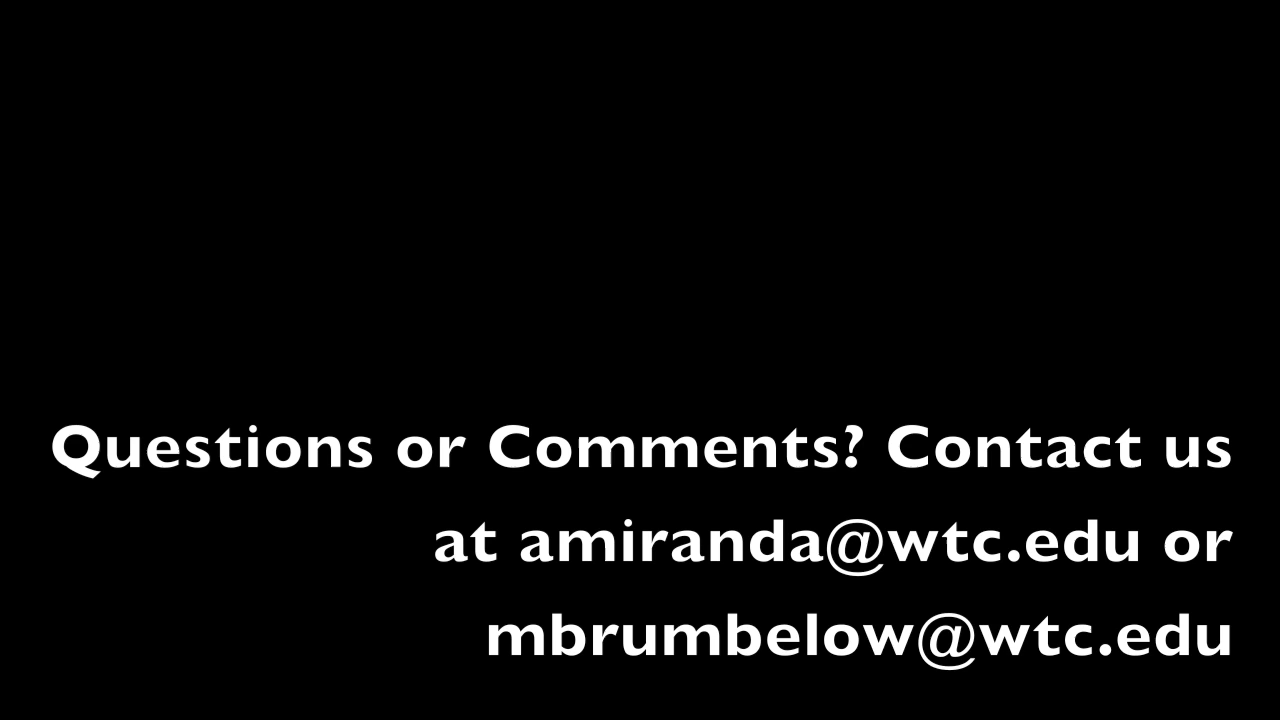 Questions or Comments? Contact us
at amiranda@wtc.edu or
mbrumbelow@wtc.edu